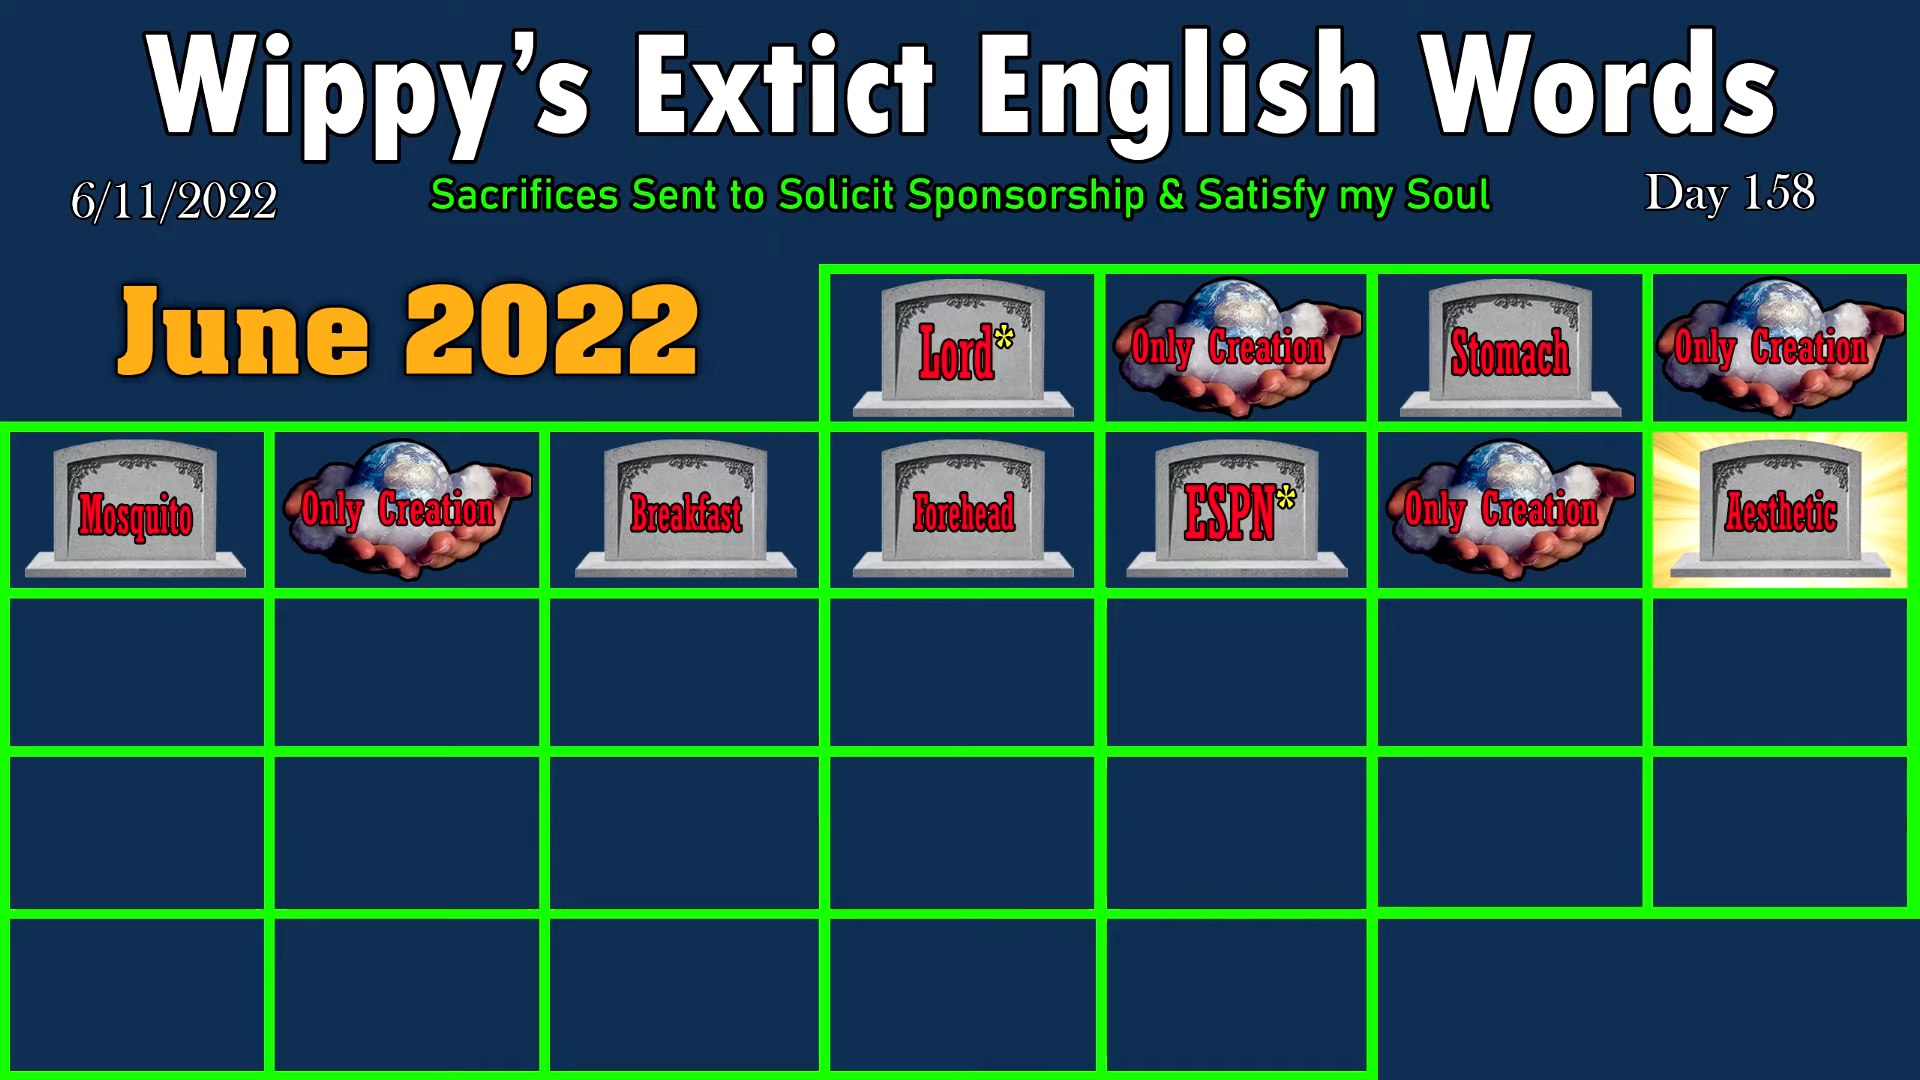 Wippy’s Extict English Words
6/11/2022
Sacrifices Sent to Solicit Sponsorship & Satisfy my Soul
Day 158
June 2022
Lord*
Only Creation
Stomach
Only Creation
Mosquito
Only Creation
Breakfast
Forehead
ESPN*
Only Creation
Aesthetic